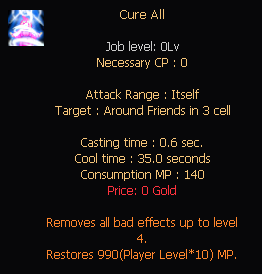 Cure All
Job level: 0Lv
Necessary CP : 0
Attack Range : Itself
Target : Around Friends in 3 cell
Casting time : 0.6 sec.
Cool time : 35.0 seconds
Consumption MP : 140
Price: 0 Gold
Removes all bad effects up to level
4.
Restores 990(Player Level*10) MP.